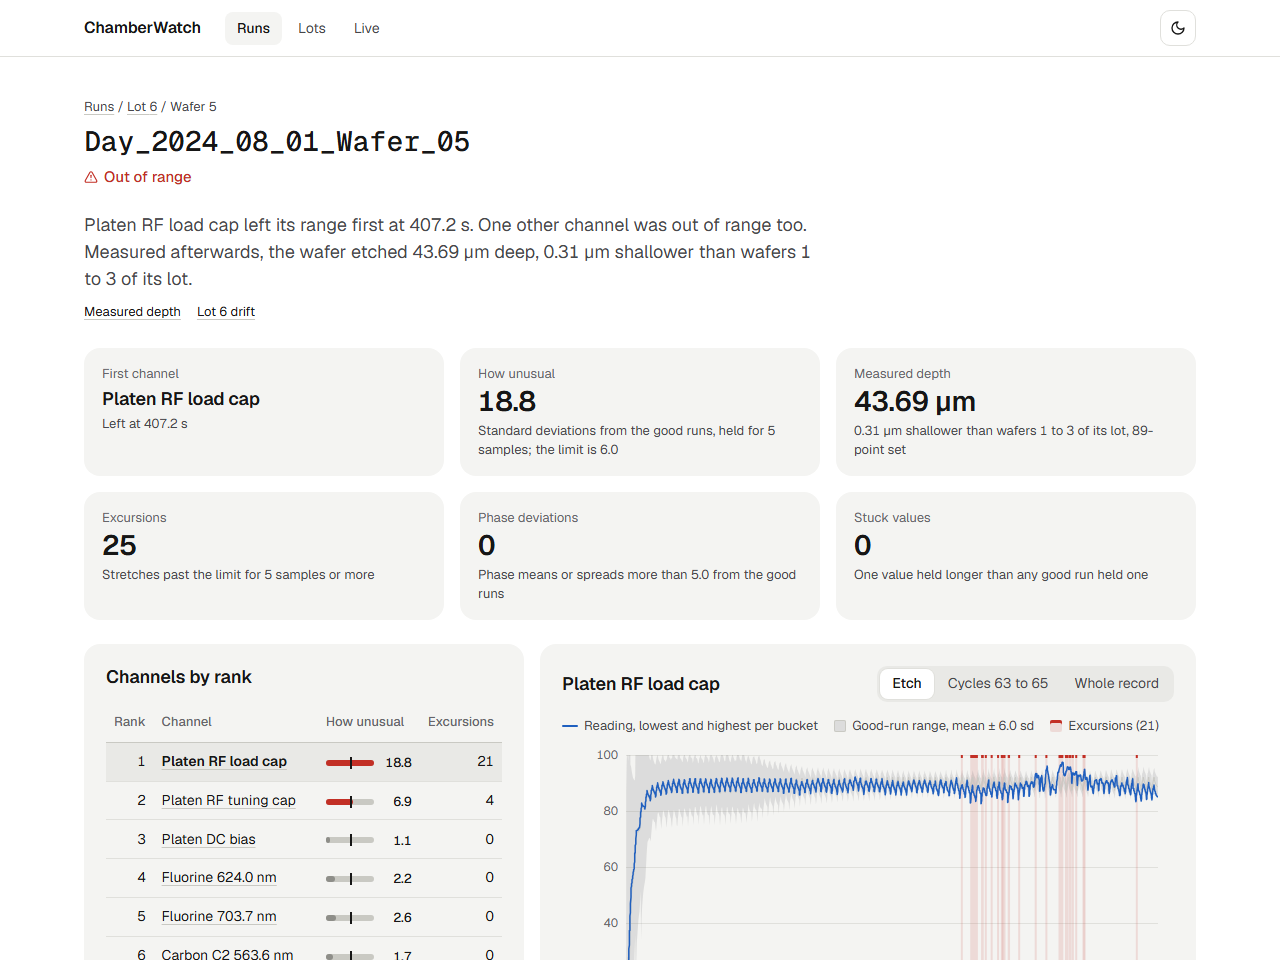 ChamberWatch Runs Lots Live
Runs / Lot 6 / Wafer 5
Day_2024_08_01_Wafer_05
Out of range
Platen RF load cap left its range first at 407.2 s. One other channel was out of range too.
Measured afterwards, the wafer etched 43.69 µm deep, 0.31 µm shallower than wafers 1
to 3 of its lot.
Measured depth Lot 6 drift
First channel
Platen RF load cap
Left at 407.2 s
How unusual
18.8
Standard deviations from the good runs, held for 5
samples; the limit is 6.0
Measured depth
43.69 µm
0.31 µm shallower than wafers 1 to 3 of its lot, 89-
point set
Excursions
25
Stretches past the limit for 5 samples or more
Phase deviations
0
Phase means or spreads more than 5.0 from the good
runs
Stuck values
0
One value held longer than any good run held one
Channels by rank
Rank Channel How unusual Excursions
1 Platen RF load cap 18.8 21
2 Platen RF tuning cap 6.9 4
3 Platen DC bias 1.1 0
4 Fluorine 624.0 nm 2.2 0
5 Fluorine 703.7 nm 2.6 0
6 Carbon C2 563.6 nm 1.7 0
Platen RF load cap
Etch Cycles 63 to 65 Whole record
Reading, lowest and highest per bucket Good-run range, mean ± 6.0 sd Excursions (21)
100
80
60
40